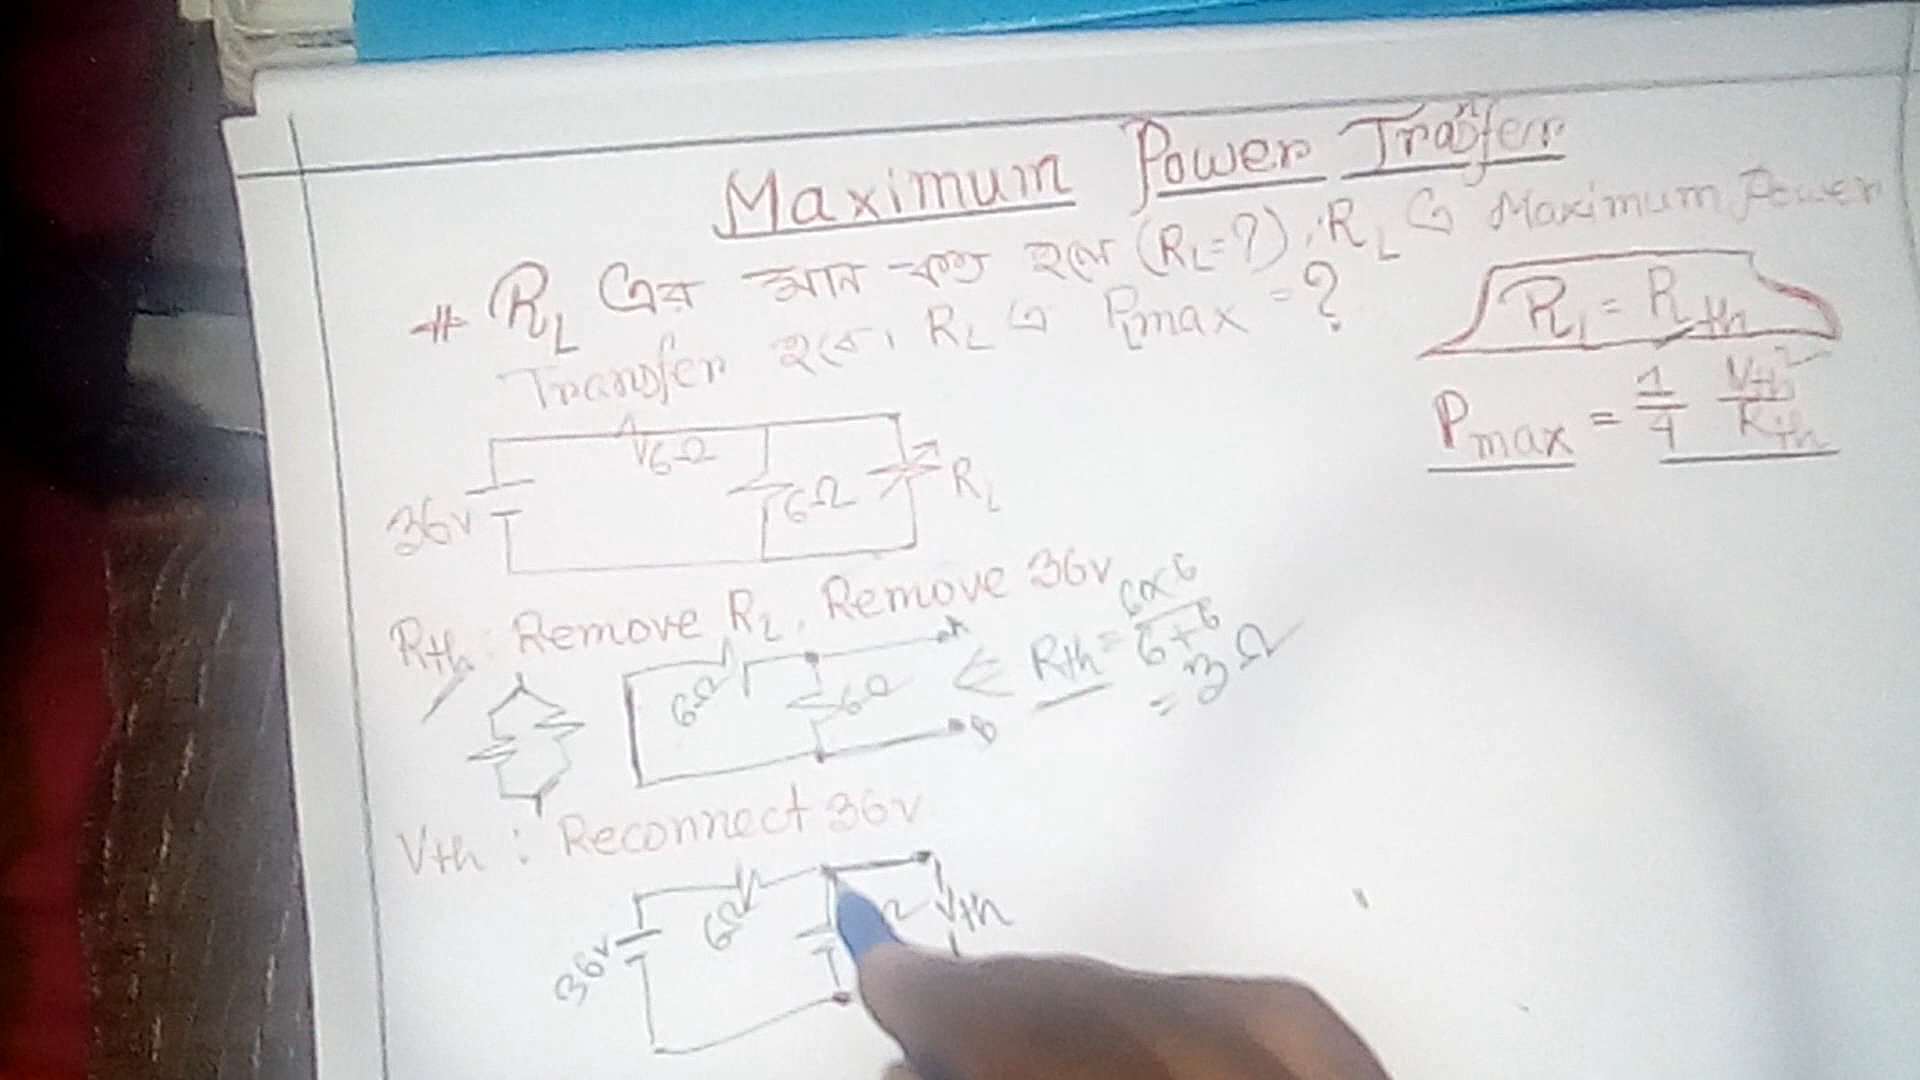 Maximum Power Trasfer
n
# RL এর মান কত হবে (RL=?), RL এ Maximum Power
Transfer হবে। RL এ Pmax = ?
RL = Rth
Pmax = 1/4 Vth²/Rth
6Ω
36v
6Ω
RL
Rth: Remove RL, Remove 36v
6Ω
6Ω
A
B
Rth = 6×6/6+6
= 3Ω
Vth : Reconnect 36v
36v
6Ω
Vth